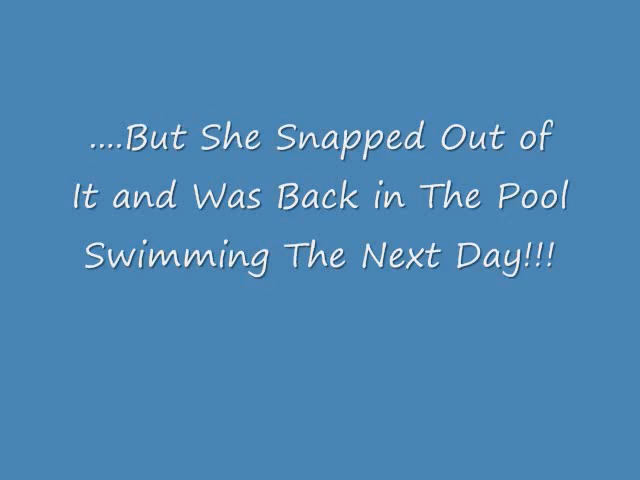 ....But She Snapped Out of
It and Was Back in The Pool
Swimming The Next Day!!!